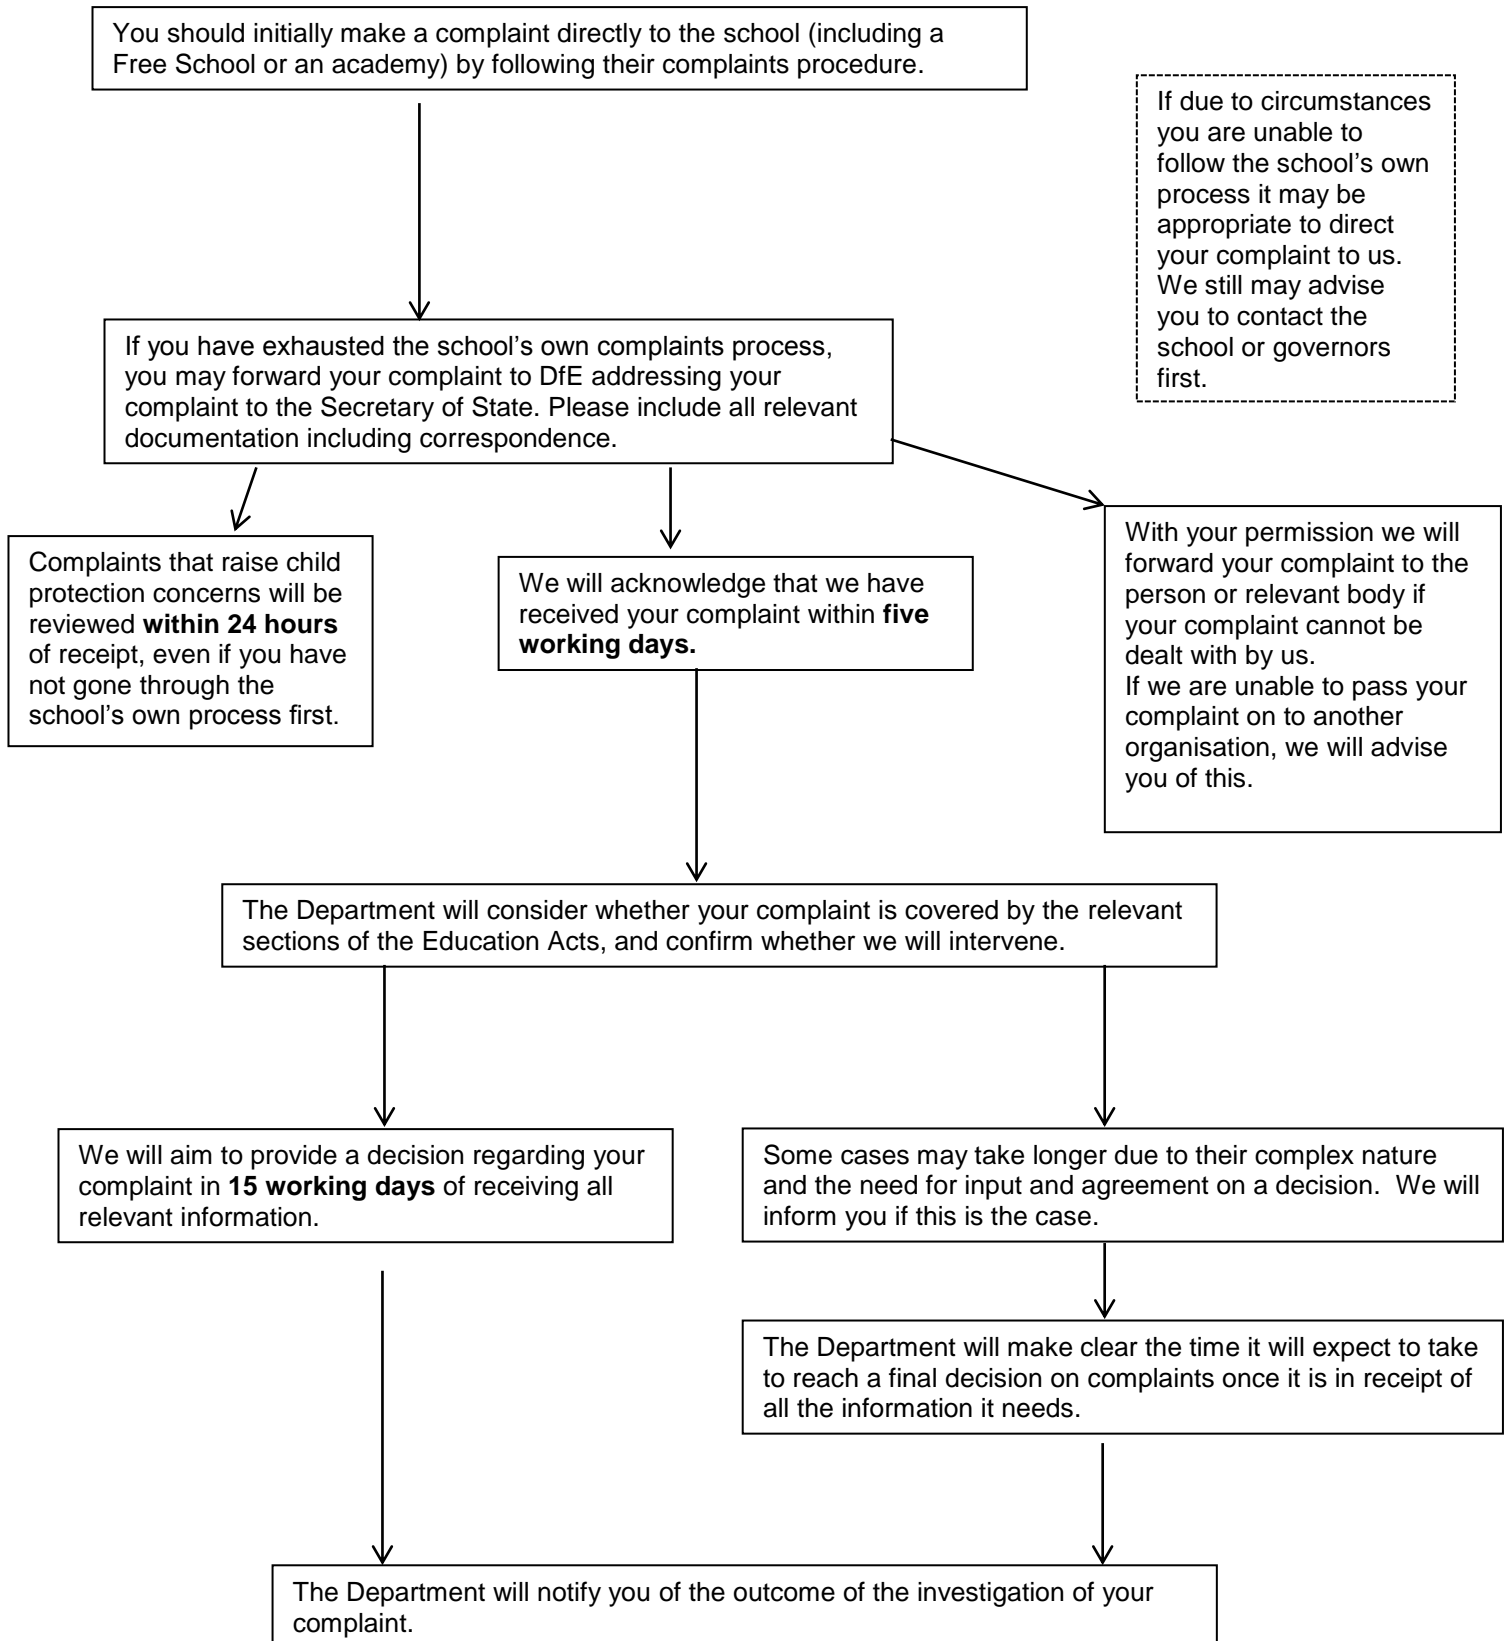 You should initially make a complaint directly to the school (including a
Free School or an academy) by following their complaints procedure.
If due to circumstances
you are unable to
follow the school’s own
process it may be
appropriate to direct
your complaint to us.
We still may advise
you to contact the
school or governors
first.
If you have exhausted the school’s own complaints process,
you may forward your complaint to DfE addressing your
complaint to the Secretary of State. Please include all relevant
documentation including correspondence.
Complaints that raise child
protection concerns will be
reviewed within 24 hours
of receipt, even if you have
not gone through the
school’s own process first.
We will acknowledge that we have
received your complaint within five
working days.
With your permission we will
forward your complaint to the
person or relevant body if
your complaint cannot be
dealt with by us.
If we are unable to pass your
complaint on to another
organisation, we will advise
you of this.
The Department will consider whether your complaint is covered by the relevant
sections of the Education Acts, and confirm whether we will intervene.
We will aim to provide a decision regarding your
complaint in 15 working days of receiving all
relevant information.
Some cases may take longer due to their complex nature
and the need for input and agreement on a decision.  We will
inform you if this is the case.
The Department will make clear the time it will expect to take
to reach a final decision on complaints once it is in receipt of
all the information it needs.
The Department will notify you of the outcome of the investigation of your
complaint.